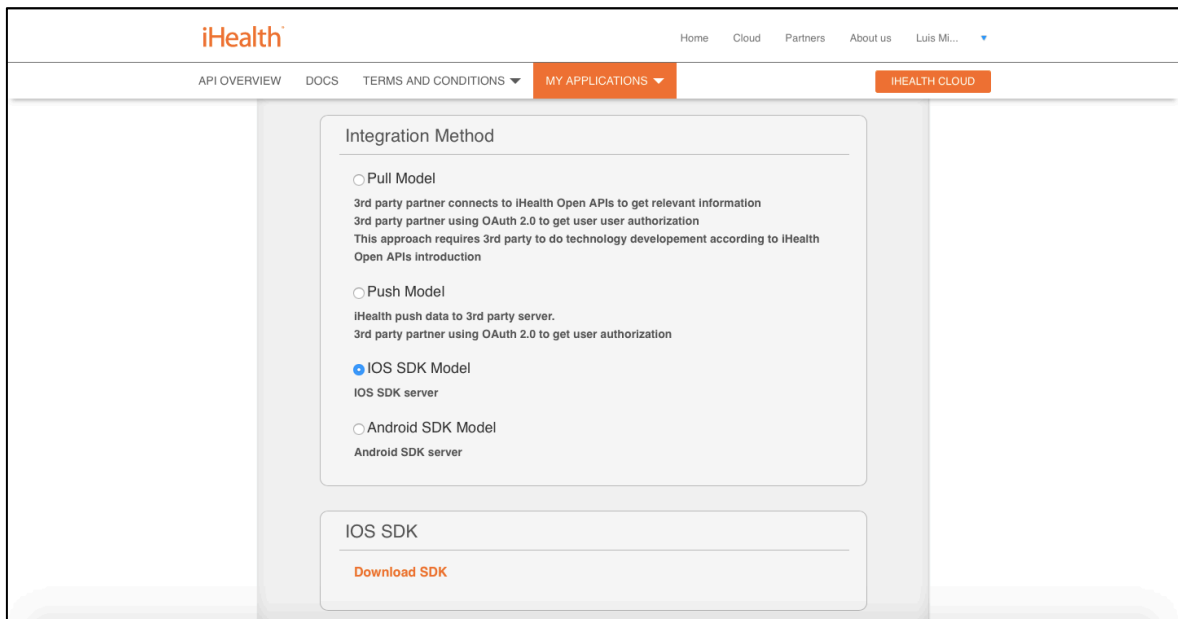 iHealth
Home Cloud Partners About us Luis Mi...
API OVERVIEW DOCS TERMS AND CONDITIONS MY APPLICATIONS IHEALTH CLOUD
Integration Method
Pull Model
3rd party partner connects to iHealth Open APIs to get relevant information
3rd party partner using OAuth 2.0 to get user user authorization
This approach requires 3rd party to do technology developement according to iHealth
Open APIs introduction
Push Model
iHealth push data to 3rd party server.
3rd party partner using OAuth 2.0 to get user authorization
IOS SDK Model
IOS SDK server
Android SDK Model
Android SDK server
IOS SDK
Download SDK